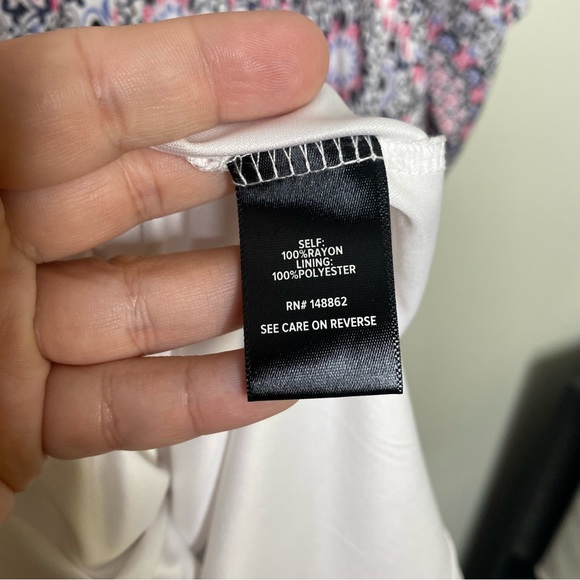 SELF:
100%RAYON
LINING:
100%POLYESTER
RN# 148862
SEE CARE ON REVERSE